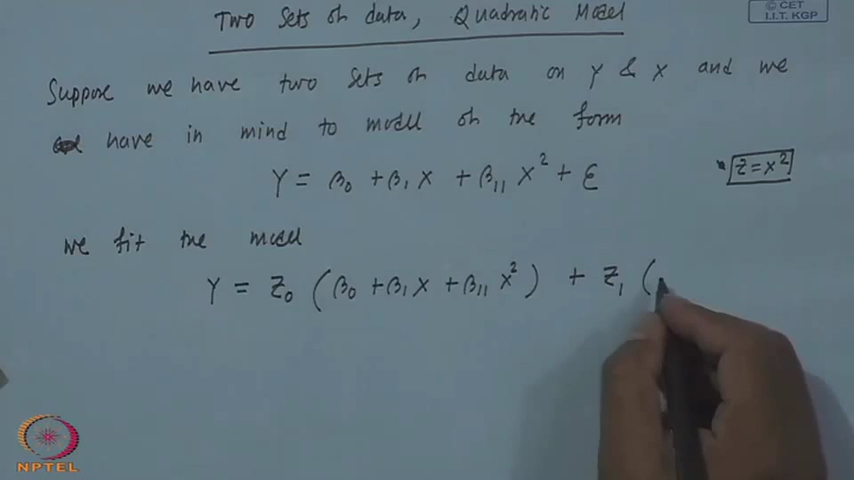 © CET
I.I.T. KGP
Two Sets of data, Quadratic Model
Suppose we have two sets of data on Y & X and we
have in mind to model of the form
Y = β₀ + β₁ X + β₁₁ X² + ε
Z = X²
we fit the model
Y = Z₀ (β₀ + β₁ X + β₁₁ X²) + Z₁ (
NPTEL